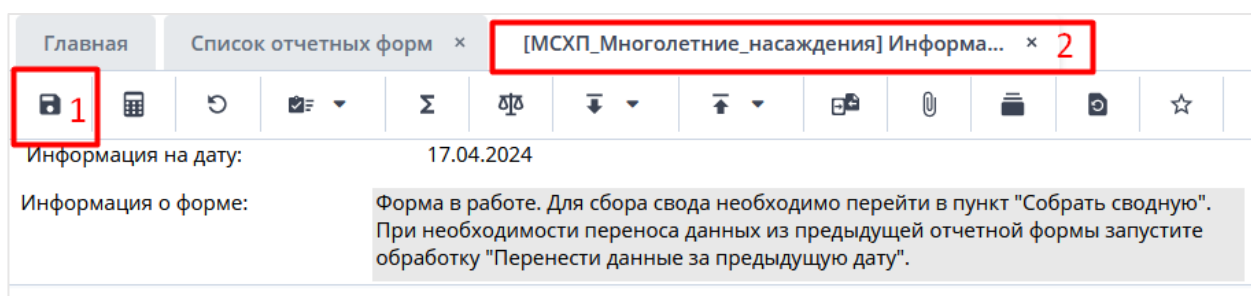 Главная Список отчетных форм × [МСХП_Многолетние_насаждения] Информа... × 2
1 Σ
Информация на дату: 17.04.2024
Информация о форме: Форма в работе. Для сбора свода необходимо перейти в пункт "Собрать сводную".
При необходимости переноса данных из предыдущей отчетной формы запустите
обработку "Перенести данные за предыдущую дату".